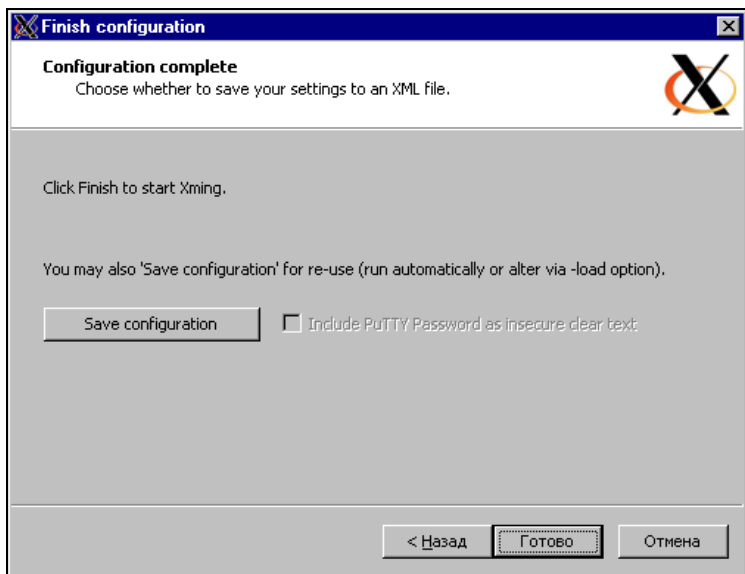 Finish configuration
Configuration complete
Choose whether to save your settings to an XML file.
Click Finish to start Xming.
You may also 'Save configuration' for re-use (run automatically or alter via -load option).
Save configuration
Include PuTTY Password as insecure clear text
< Назад
Готово
Отмена